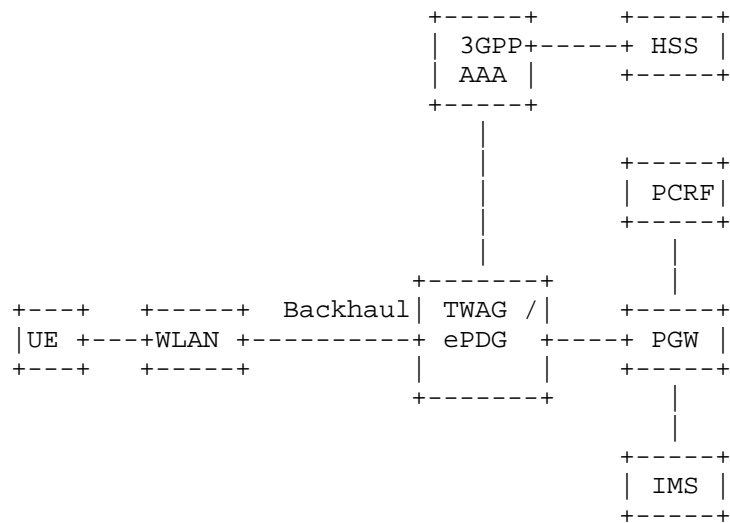 3GPP HSS
AAA
PCRF
Backhaul TWAG /
UE WLAN ePDG PGW
IMS